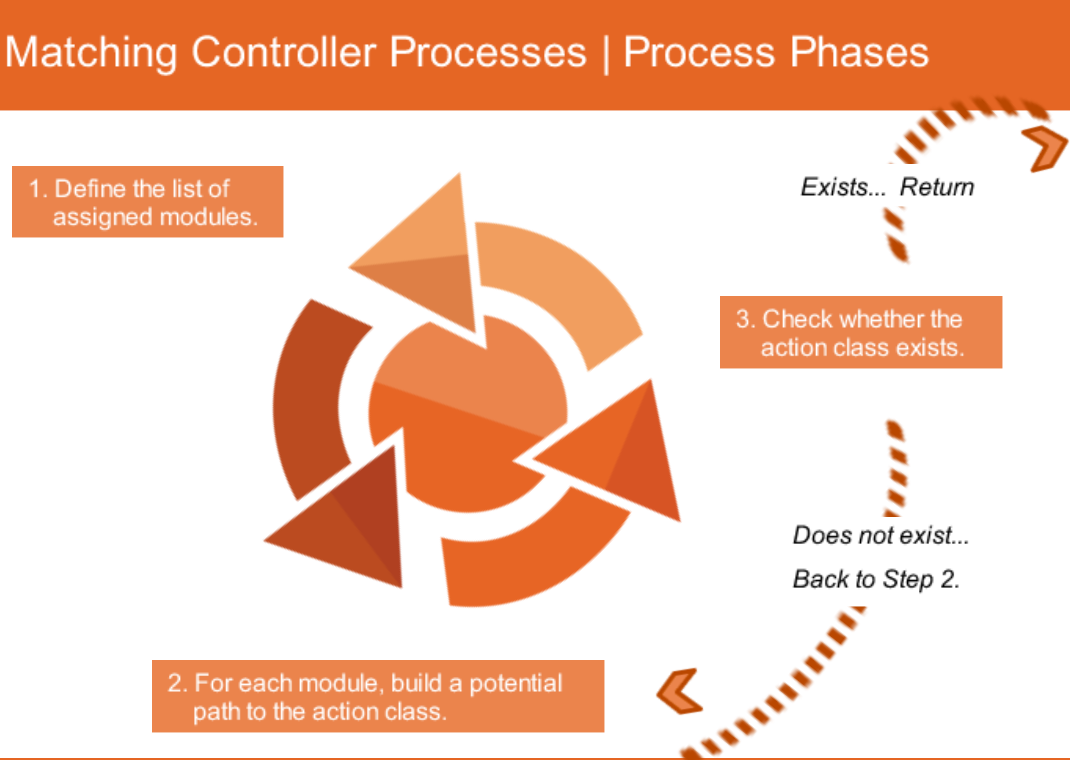 Matching Controller Processes | Process Phases
1. Define the list of
assigned modules.
Exists... Return
3. Check whether the
action class exists.
Does not exist...
Back to Step 2.
2. For each module, build a potential
path to the action class.